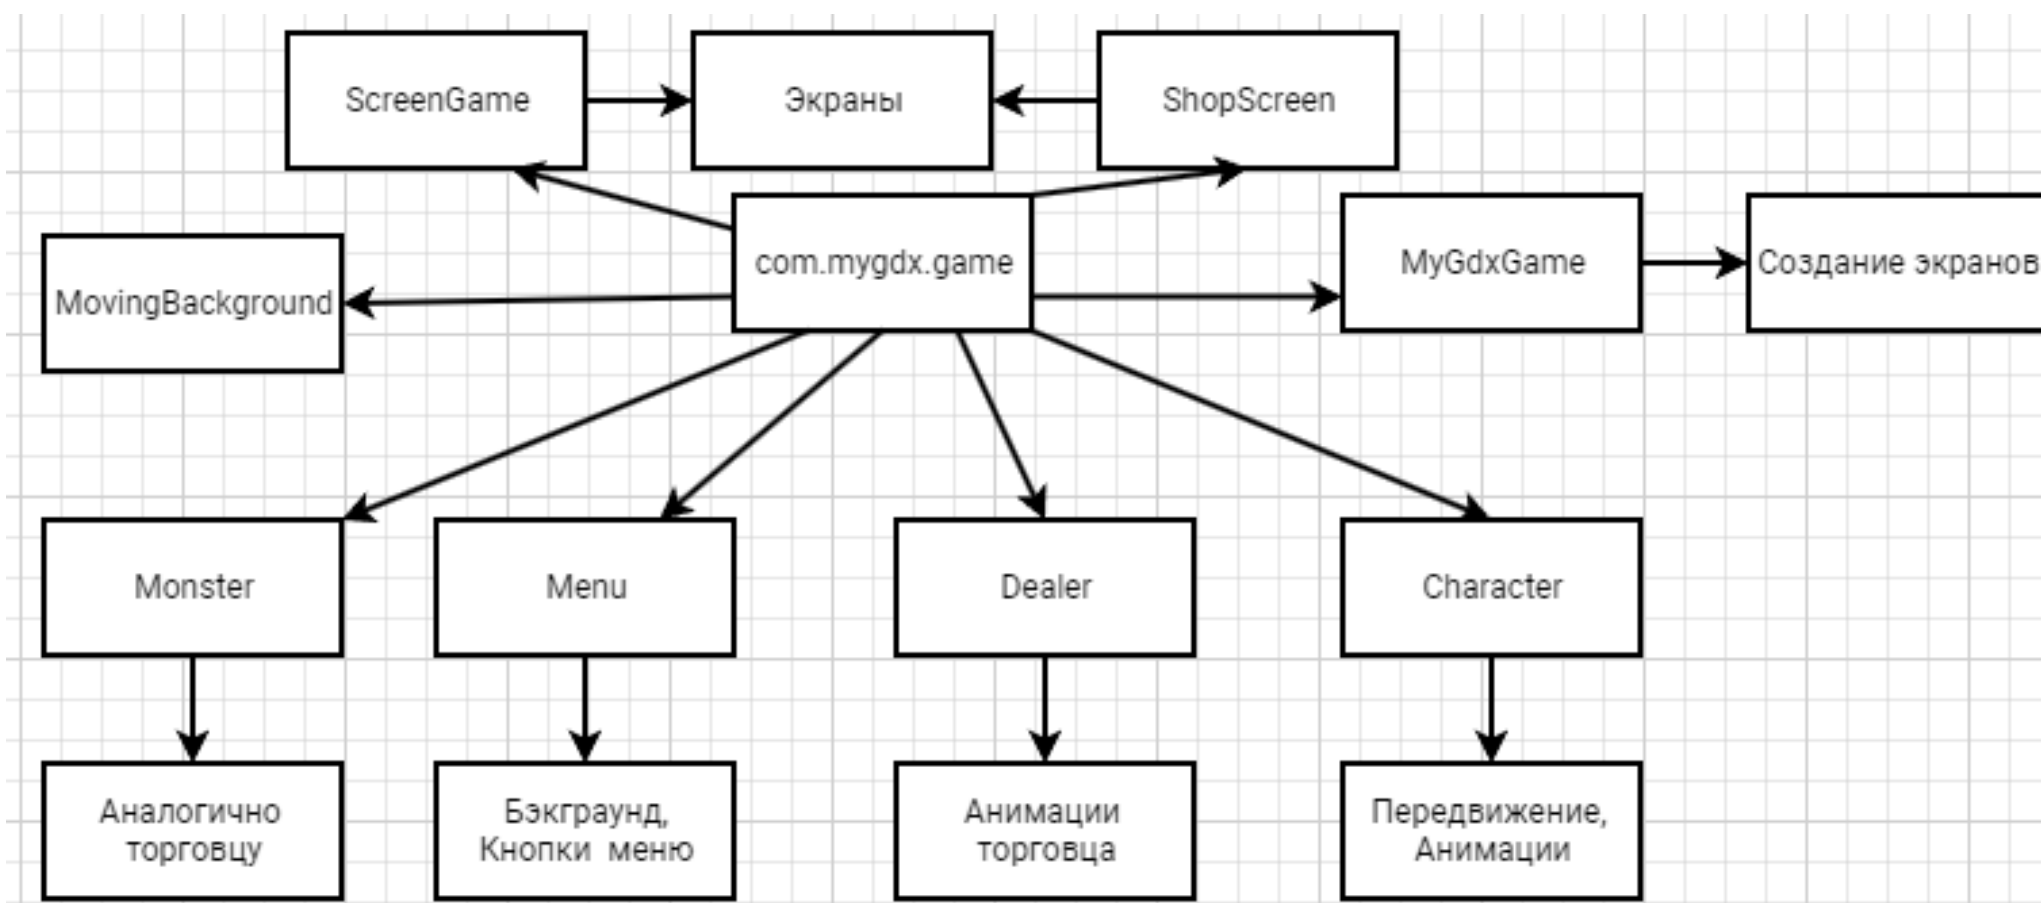 ScreenGame
Экраны
ShopScreen
com.mygdx.game
MyGdxGame
Создание экранов
MovingBackground
Monster
Menu
Dealer
Character
Аналогично
торговцу
Бэкграунд,
Кнопки меню
Анимации
торговца
Передвижение,
Анимации